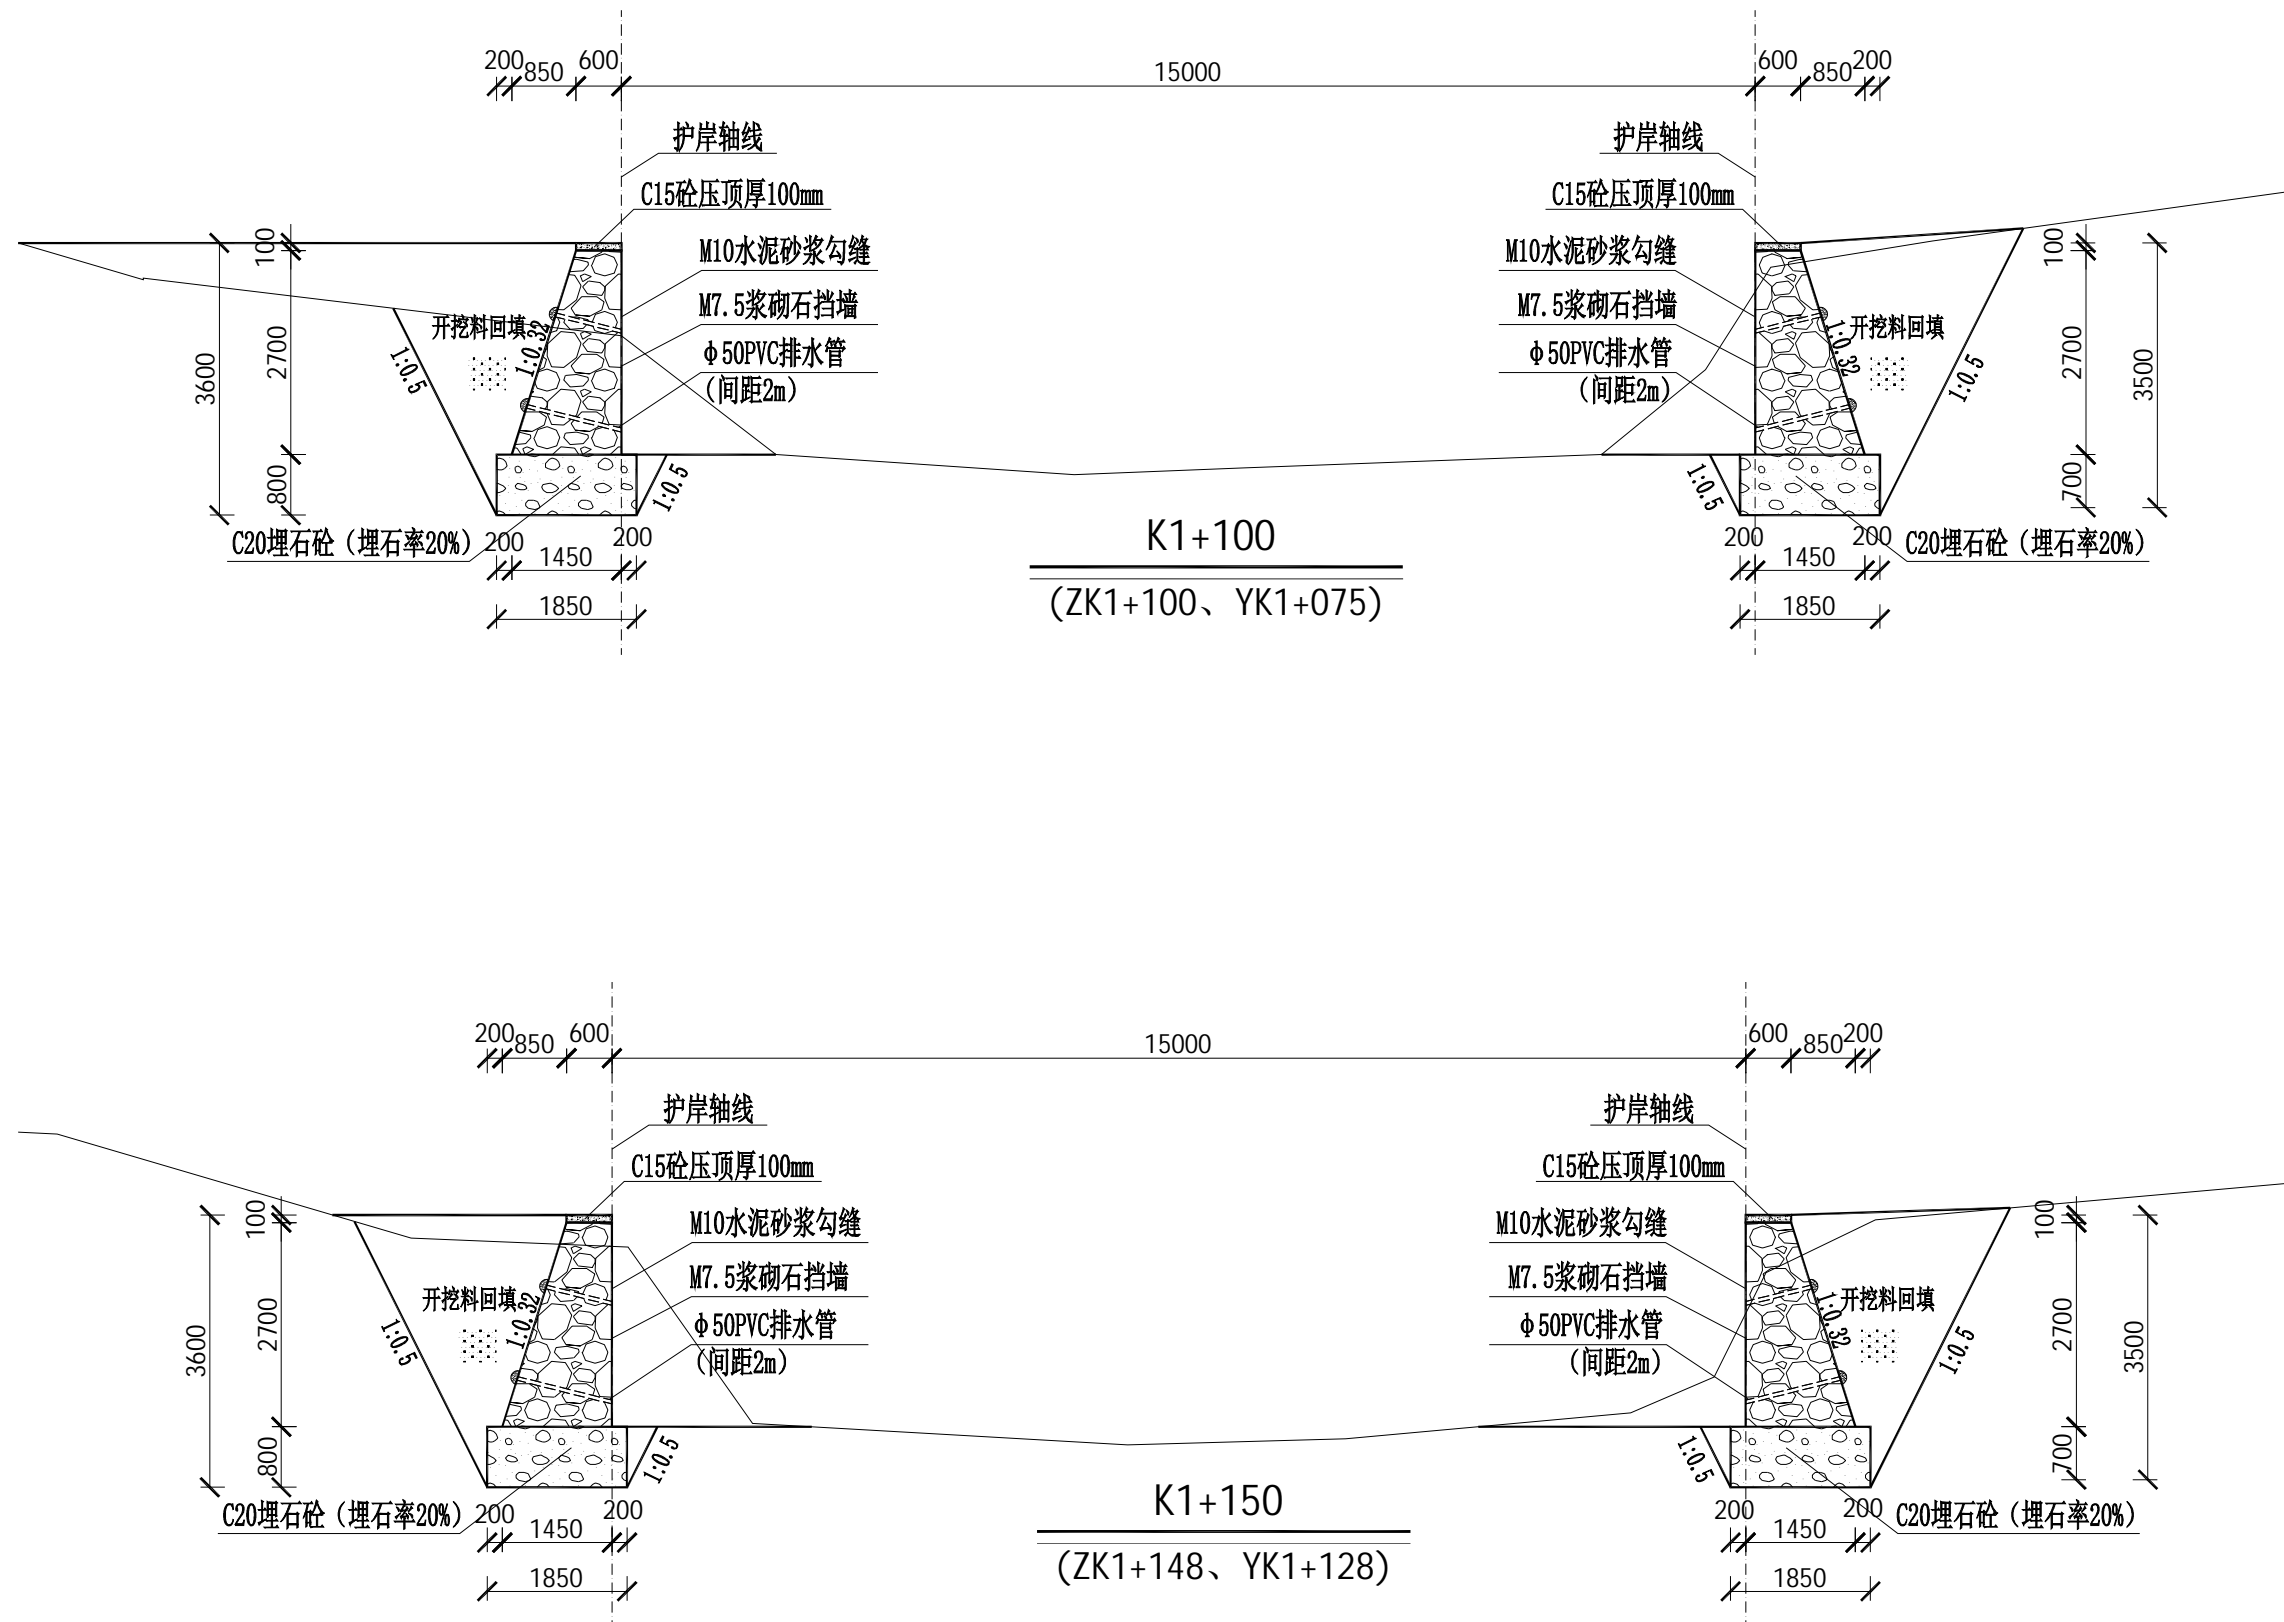 200 850 600 15000 600 850 200
护岸轴线 护岸轴线
C15砼压顶厚100mm C15砼压顶厚100mm
100 M10水泥砂浆勾缝 M10水泥砂浆勾缝 100
M7.5浆砌石挡墙 M7.5浆砌石挡墙
开挖料回填 1:0.32 1:0.32 开挖料回填
φ50PVC排水管 φ50PVC排水管
(间距2m) (间距2m)
3600 2700 1:0.5 1:0.5 2700 3500
800 1:0.5 1:0.5 700
C20埋石砼（埋石率20%） 200 200 200 200 C20埋石砼（埋石率20%）
1450 1450
1850 1850
K1+100
(ZK1+100、YK1+075)
200 850 600 15000 600 850 200
护岸轴线 护岸轴线
C15砼压顶厚100mm C15砼压顶厚100mm
100 M10水泥砂浆勾缝 M10水泥砂浆勾缝 100
M7.5浆砌石挡墙 M7.5浆砌石挡墙
开挖料回填 1:0.32 1:0.32 开挖料回填
φ50PVC排水管 φ50PVC排水管
(间距2m) (间距2m)
3600 2700 1:0.5 1:0.5 2700 3500
800 1:0.5 1:0.5 700
C20埋石砼（埋石率20%） 200 200 200 200 C20埋石砼（埋石率20%）
1450 1450
1850 1850
K1+150
(ZK1+148、YK1+128)